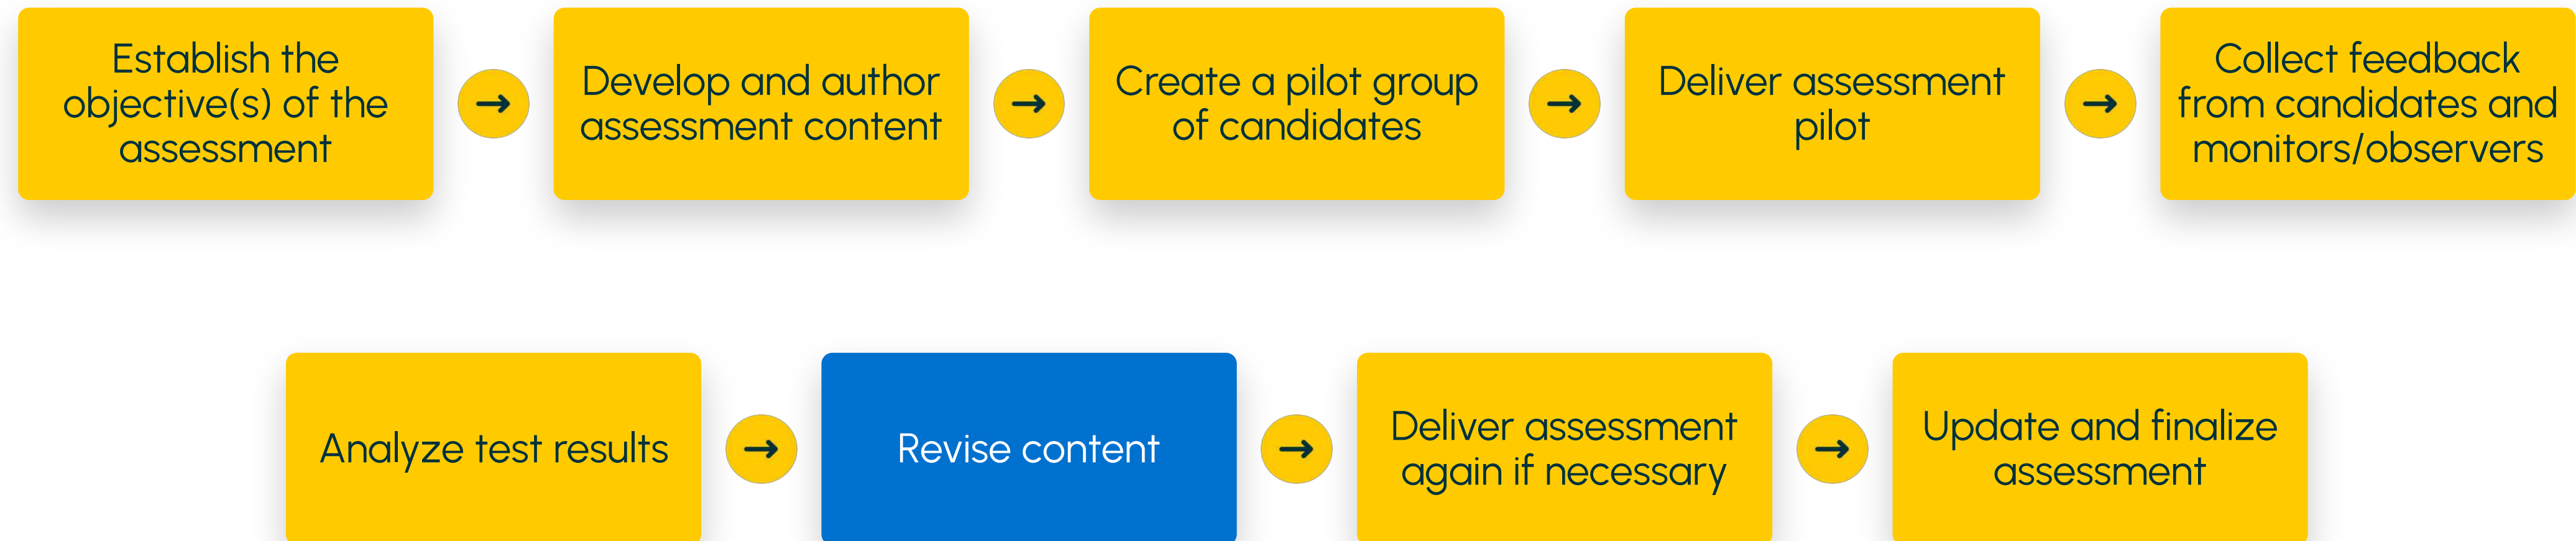 Establish the
objective(s) of the
assessment
Develop and author
assessment content
Create a pilot group
of candidates
Deliver assessment
pilot
Collect feedback
from candidates and
monitors/observers
Analyze test results
Revise content
Deliver assessment
again if necessary
Update and finalize
assessment